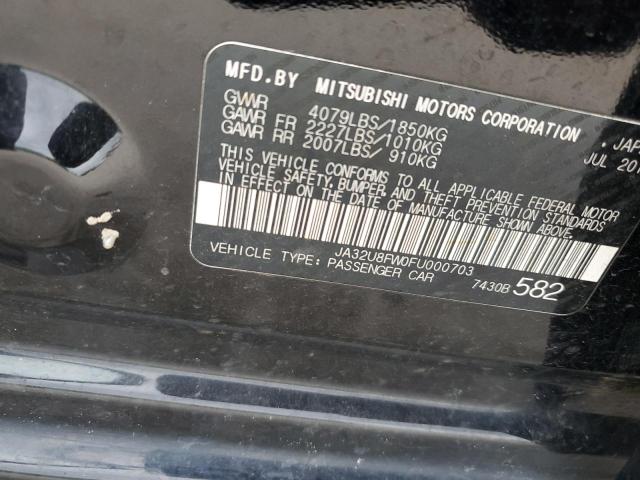 MFD.BY MITSUBISHI MOTORS CORPORATION
GVWR 4079LBS/1850KG
GAWR FR 2227LBS/1010KG
GAWR RR 2007LBS/ 910KG
THIS VEHICLE CONFORMS TO ALL APPLICABLE FEDERAL MOTOR
VEHICLE SAFETY, BUMPER, AND THEFT PREVENTION STANDARDS
IN EFFECT ON THE DATE OF MANUFACTURE SHOWN ABOVE.
JA32U8FW0FU000703
VEHICLE TYPE: PASSENGER CAR 7430B 582